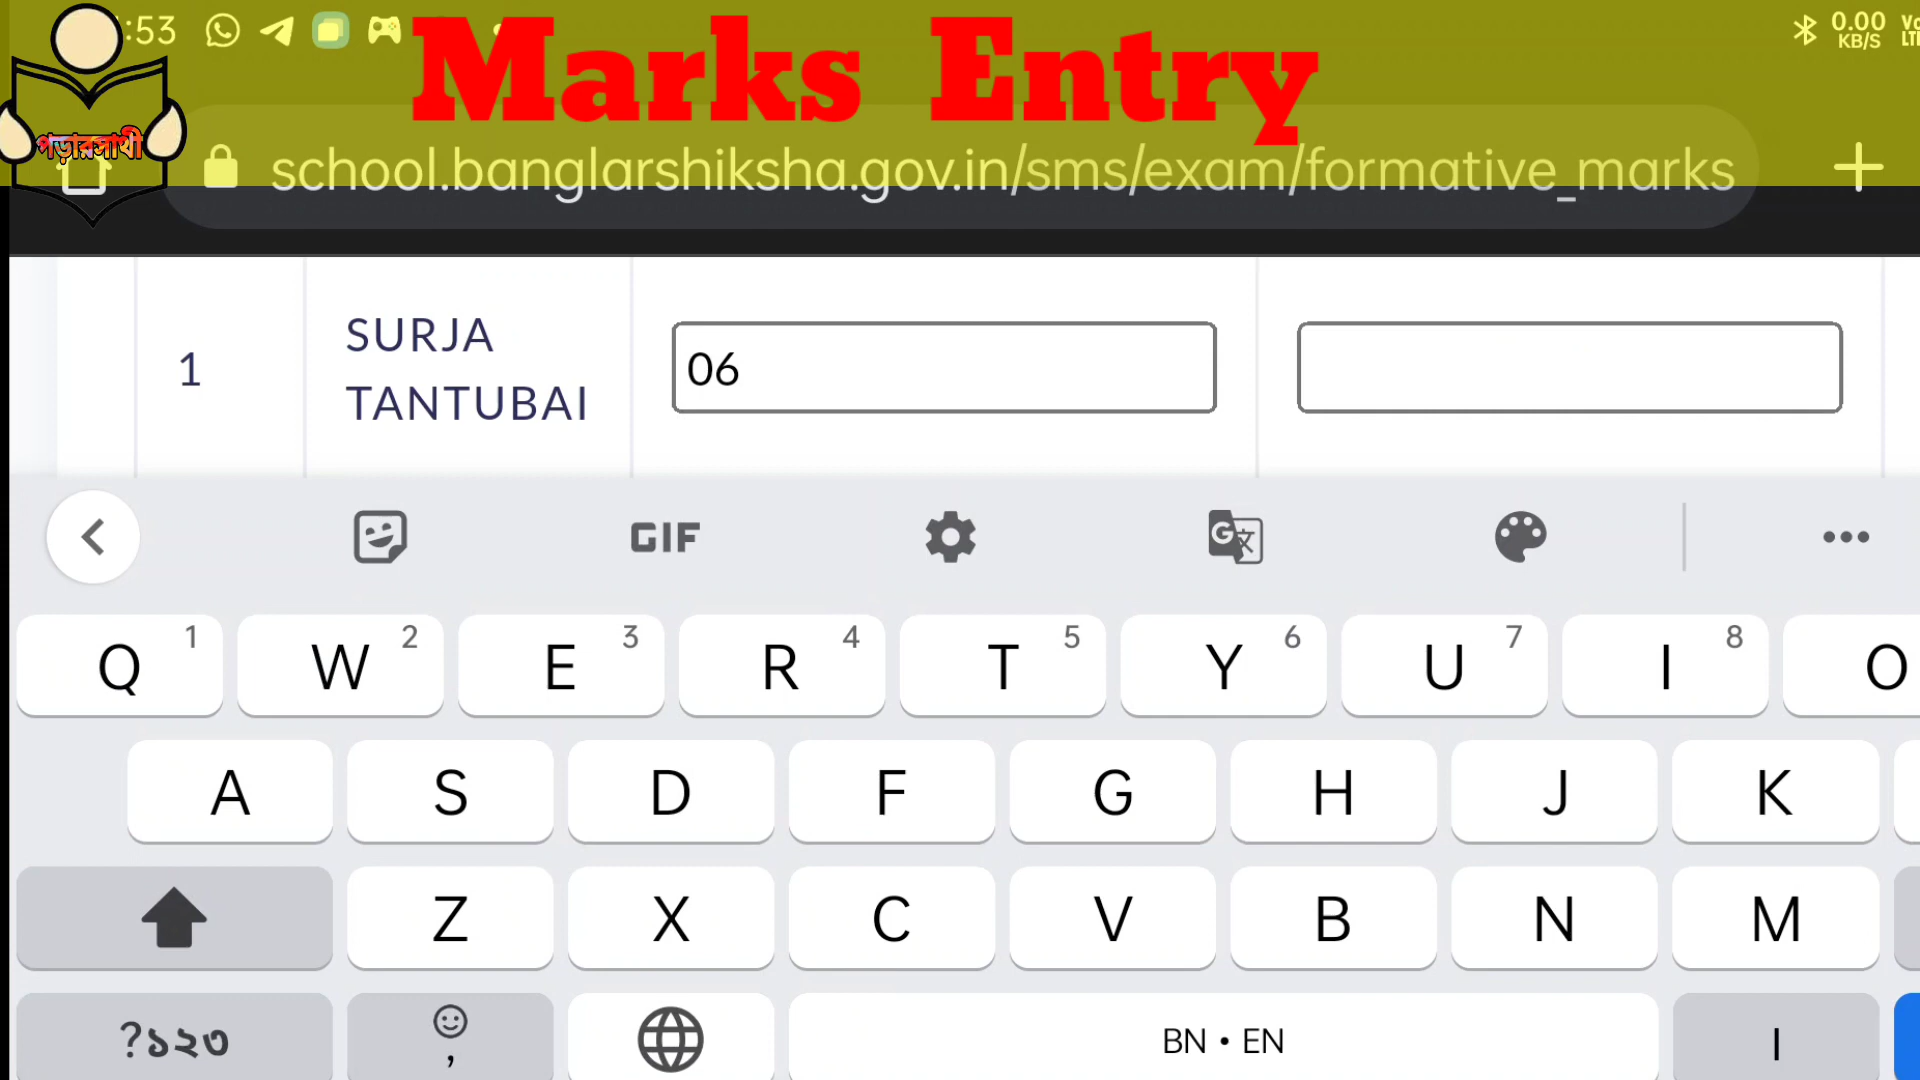 :53
0.00
KB/S
Marks Entry
পড়ারসাথী
school.banglarshiksha.gov.in/sms/exam/formative_marks
1
SURJA
TANTUBAI
06
GIF
Q 1 W 2 E 3 R 4 T 5 Y 6 U 7 I 8 O
A S D F G H J K
Z X C V B N M
?১২৩ , BN • EN ।